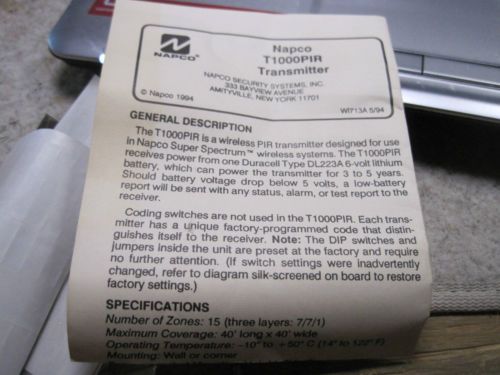 NAPCO
Napco
T1000PIR
Transmitter
NAPCO SECURITY SYSTEMS, INC.
333 BAYVIEW AVENUE
AMITYVILLE, NEW YORK 11701
© Napco 1994
WI713A 5/94
GENERAL DESCRIPTION
The T1000PIR is a wireless PIR transmitter designed for use
in Napco Super Spectrum™ wireless systems. The T1000PIR
receives power from one Duracell Type DL223A 6-volt lithium
battery, which can power the transmitter for 3 to 5 years.
Should battery voltage drop below 5 volts, a low-battery
report will be sent with any status, alarm, or test report to the
receiver.
Coding switches are not used in the T1000PIR. Each trans-
mitter has a unique factory-programmed code that distin-
guishes itself to the receiver. Note: The DIP switches and
jumpers inside the unit are preset at the factory and require
no further attention. (If switch settings were inadvertently
changed, refer to diagram silk-screened on board to restore
factory settings.)
SPECIFICATIONS
Number of Zones: 15 (three layers: 7/7/1)
Maximum Coverage: 40' long x 40' wide
Operating Temperature: –10° to +50° C (14° to 122° F)
Mounting: Wall or corner